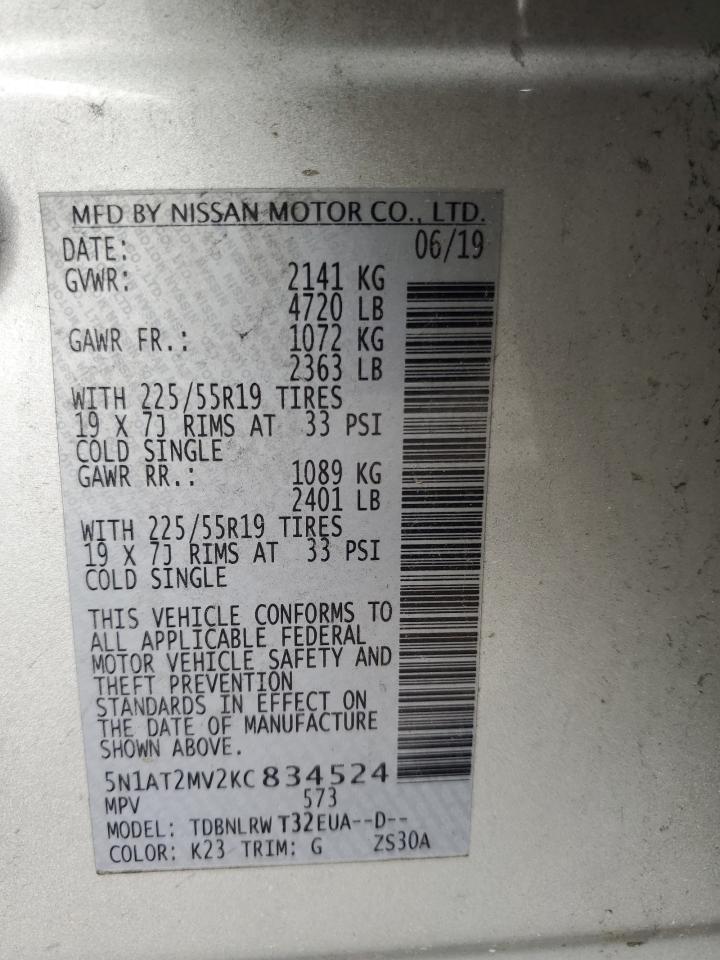 MFD BY NISSAN MOTOR CO., LTD.
DATE: 06/19
GVWR: 2141 KG
4720 LB
GAWR FR.: 1072 KG
2363 LB
WITH 225/55R19 TIRES
19 X 7J RIMS AT 33 PSI
COLD SINGLE
GAWR RR.: 1089 KG
2401 LB
WITH 225/55R19 TIRES
19 X 7J RIMS AT 33 PSI
COLD SINGLE
THIS VEHICLE CONFORMS TO
ALL APPLICABLE FEDERAL
MOTOR VEHICLE SAFETY AND
THEFT PREVENTION
STANDARDS IN EFFECT ON
THE DATE OF MANUFACTURE
SHOWN ABOVE.
5N1AT2MV2KC834524
MPV 573
MODEL: TDBNLRW T32EUA--D--
COLOR: K23 TRIM: G ZS30A